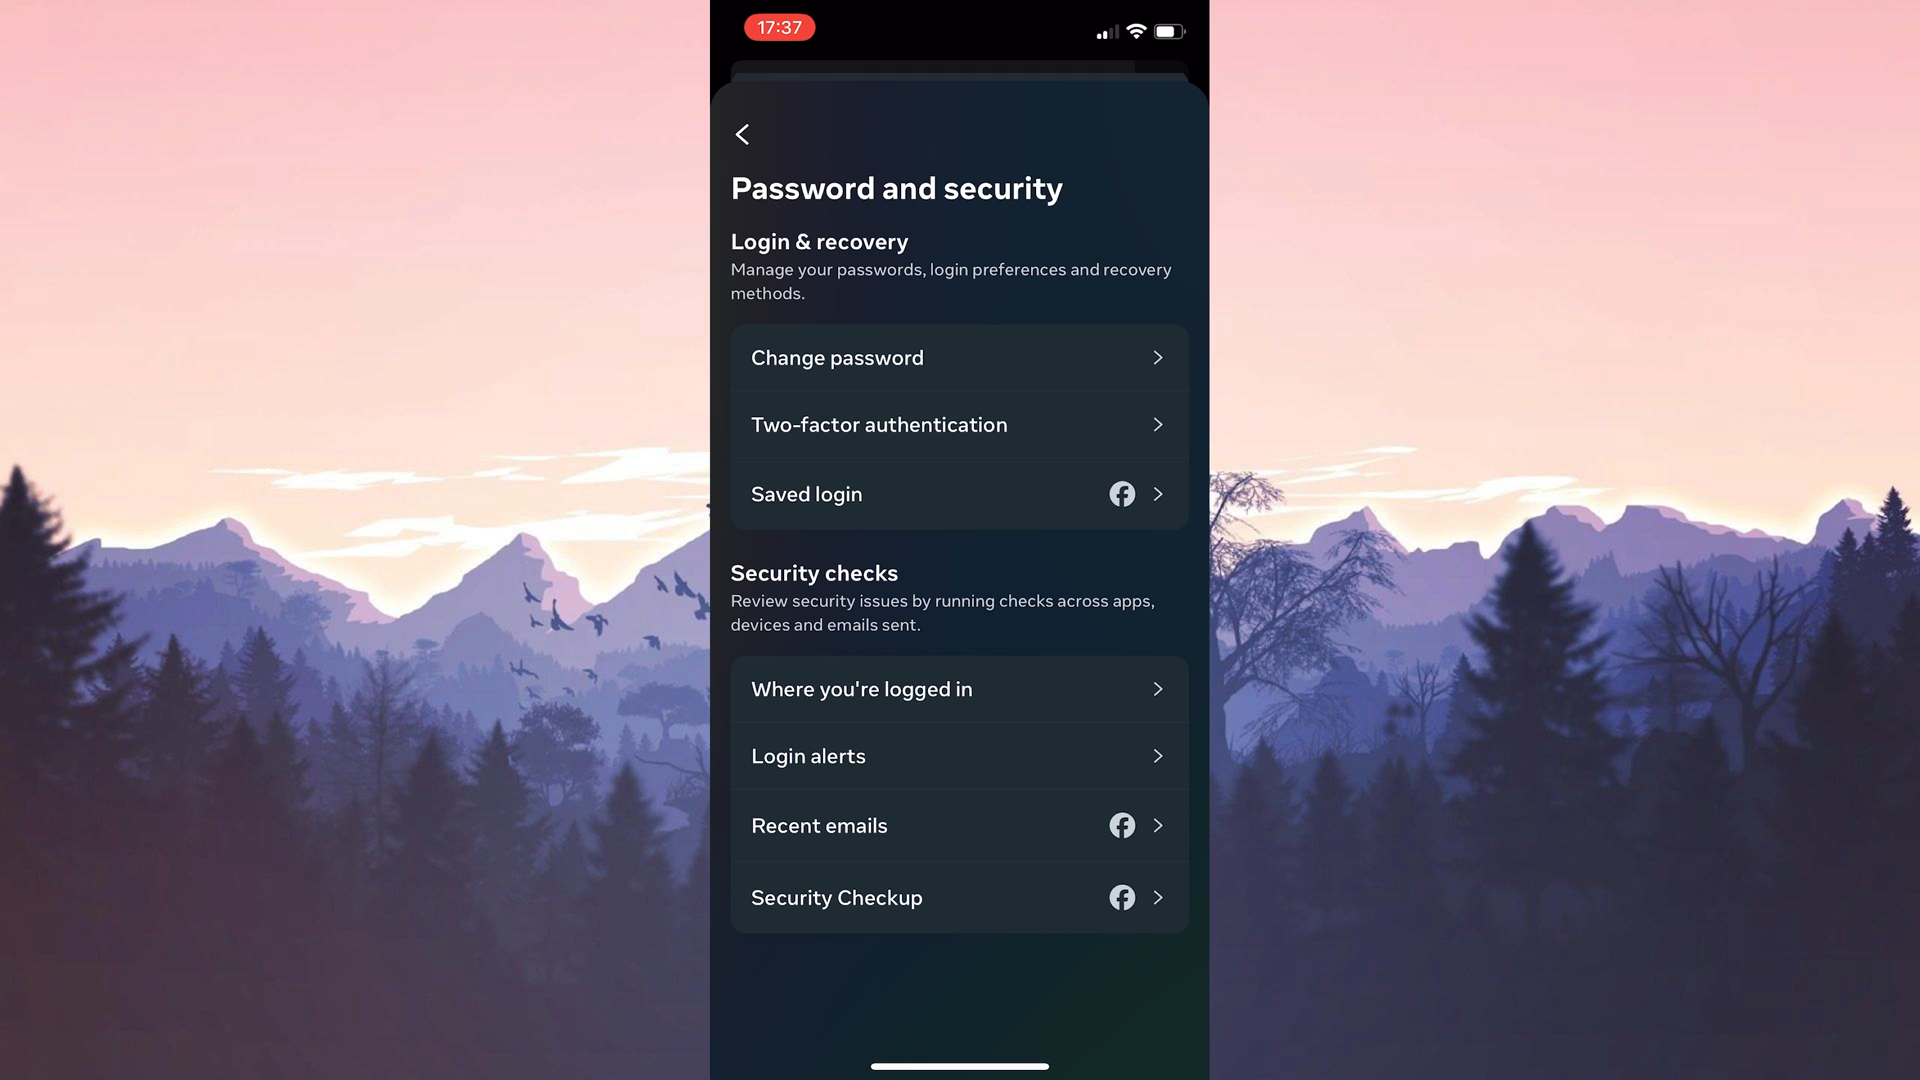 17:37
Password and security
Login & recovery
Manage your passwords, login preferences and recovery
methods.
Change password
Two-factor authentication
Saved login
Security checks
Review security issues by running checks across apps,
devices and emails sent.
Where you're logged in
Login alerts
Recent emails
Security Checkup